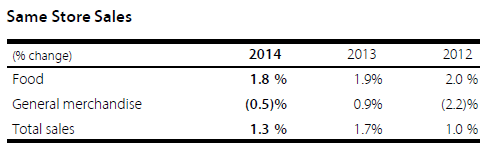 Same Store Sales
(% change) 2014 2013 2012
Food 1.8 % 1.9% 2.0 %
General merchandise (0.5)% 0.9% (2.2)%
Total sales 1.3 % 1.7% 1.0 %